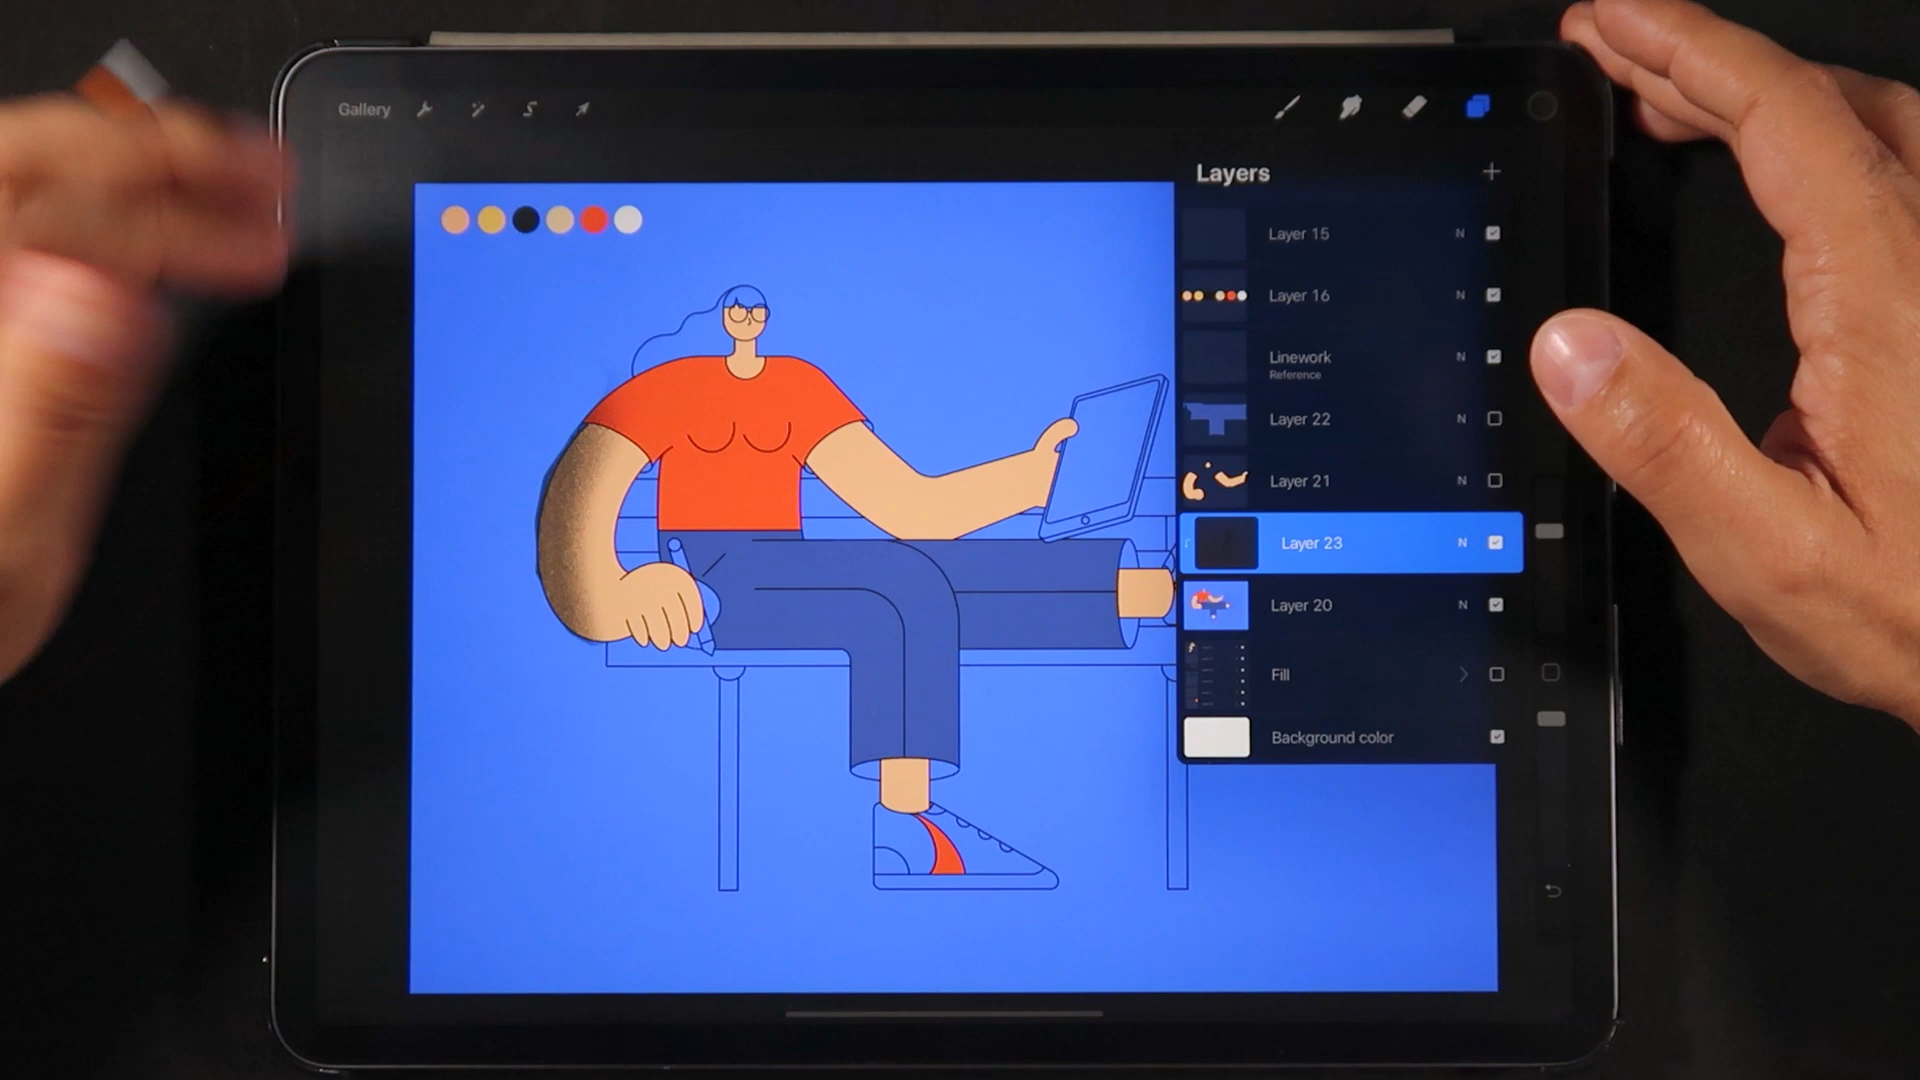 Gallery
Layers
Layer 15 N
Layer 16 N
Linework N
Reference
Layer 22 N
Layer 21 N
Layer 23 N
Layer 20 N
Fill
Background color